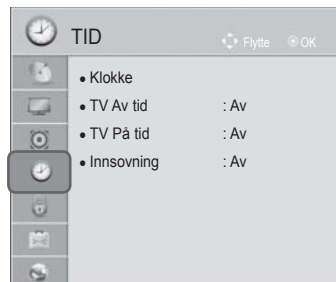 TID
Flytte OK
• Klokke
• TV Av tid : Av
• TV På tid : Av
• Innsovning : Av